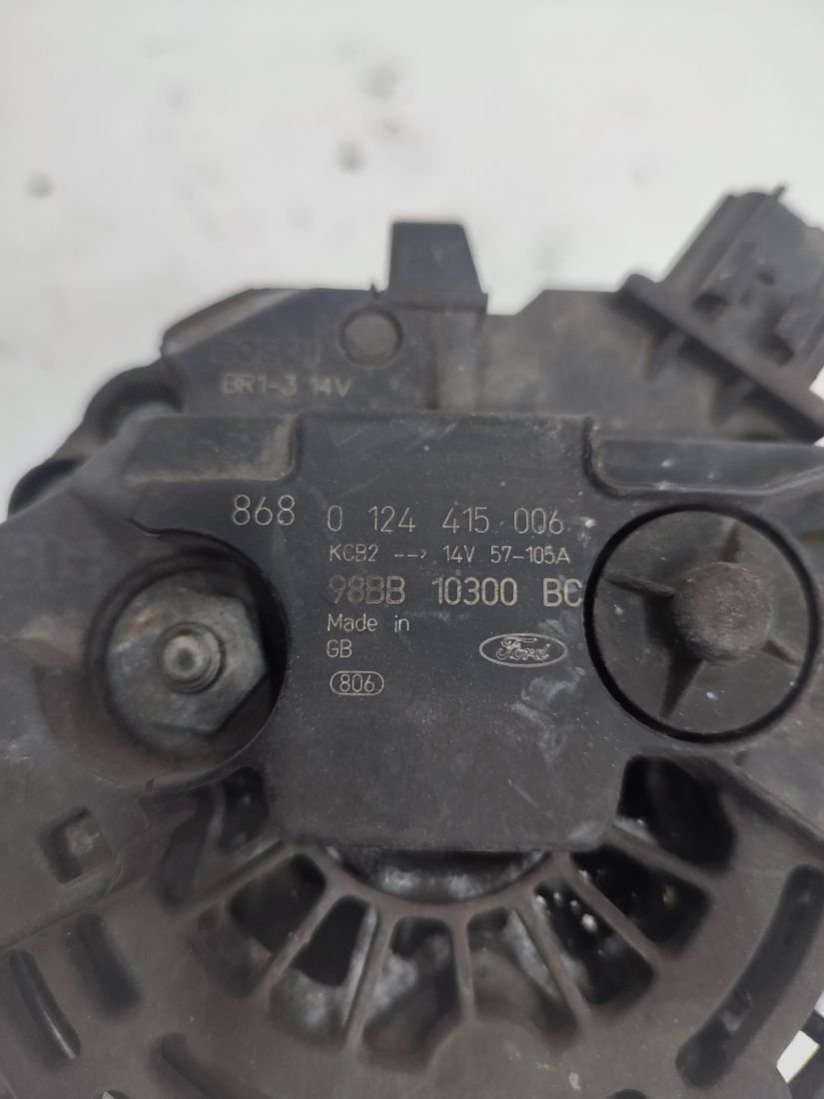 BR1-3 14V
868 0 124 415 006
KCB2 --> 14V 57-105A
98BB 10300 BC
Made in
GB Ford
806